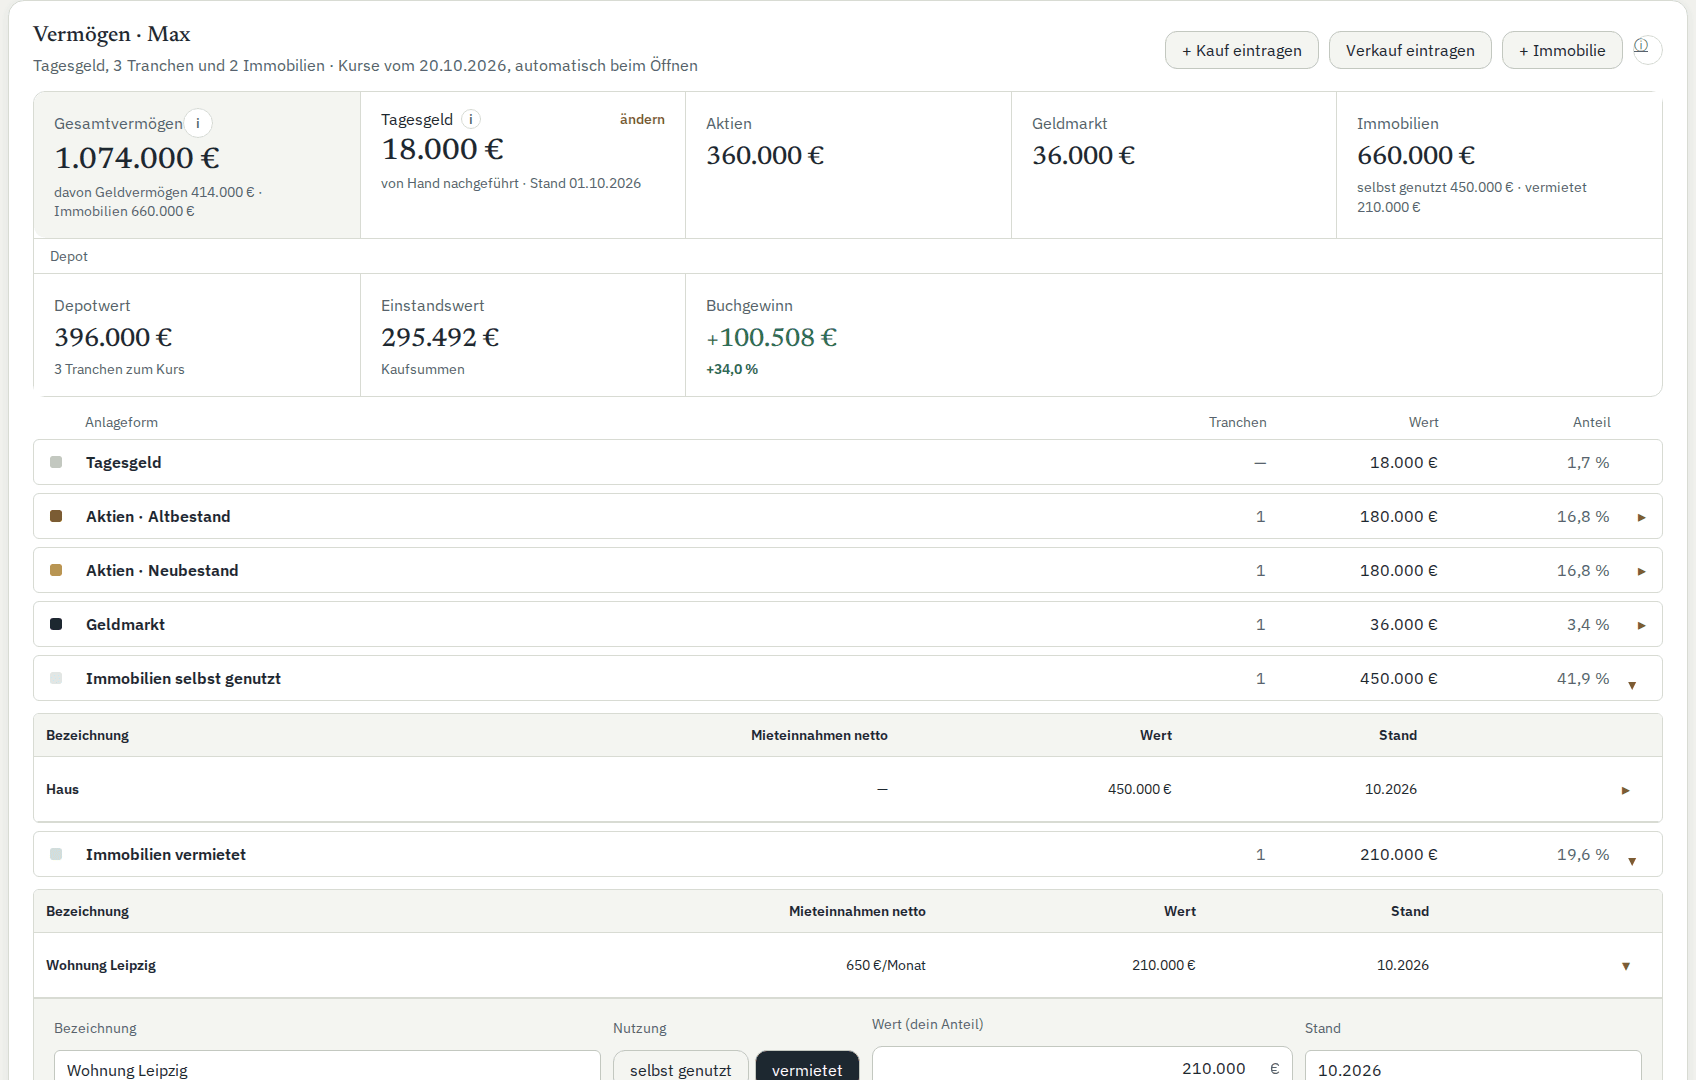 Vermögen · Max
Tagesgeld, 3 Tranchen und 2 Immobilien · Kurse vom 20.10.2026, automatisch beim Öffnen
+ Kauf eintragen
Verkauf eintragen
+ Immobilie
ⓘ
Gesamtvermögen i
1.074.000 €
davon Geldvermögen 414.000 € ·
Immobilien 660.000 €
Tagesgeld i
ändern
18.000 €
von Hand nachgeführt · Stand 01.10.2026
Aktien
360.000 €
Geldmarkt
36.000 €
Immobilien
660.000 €
selbst genutzt 450.000 € · vermietet
210.000 €
Depot
Depotwert
396.000 €
3 Tranchen zum Kurs
Einstandswert
295.492 €
Kaufsummen
Buchgewinn
+100.508 €
+34,0 %
Anlageform Tranchen Wert Anteil
Tagesgeld — 18.000 € 1,7 %
Aktien · Altbestand 1 180.000 € 16,8 % ▸
Aktien · Neubestand 1 180.000 € 16,8 % ▸
Geldmarkt 1 36.000 € 3,4 % ▸
Immobilien selbst genutzt 1 450.000 € 41,9 % ▾
Bezeichnung Mieteinnahmen netto Wert Stand
Haus — 450.000 € 10.2026 ▸
Immobilien vermietet 1 210.000 € 19,6 % ▾
Bezeichnung Mieteinnahmen netto Wert Stand
Wohnung Leipzig 650 €/Monat 210.000 € 10.2026 ▾
Bezeichnung Nutzung Wert (dein Anteil) Stand
Wohnung Leipzig selbst genutzt vermietet 210.000 € 10.2026